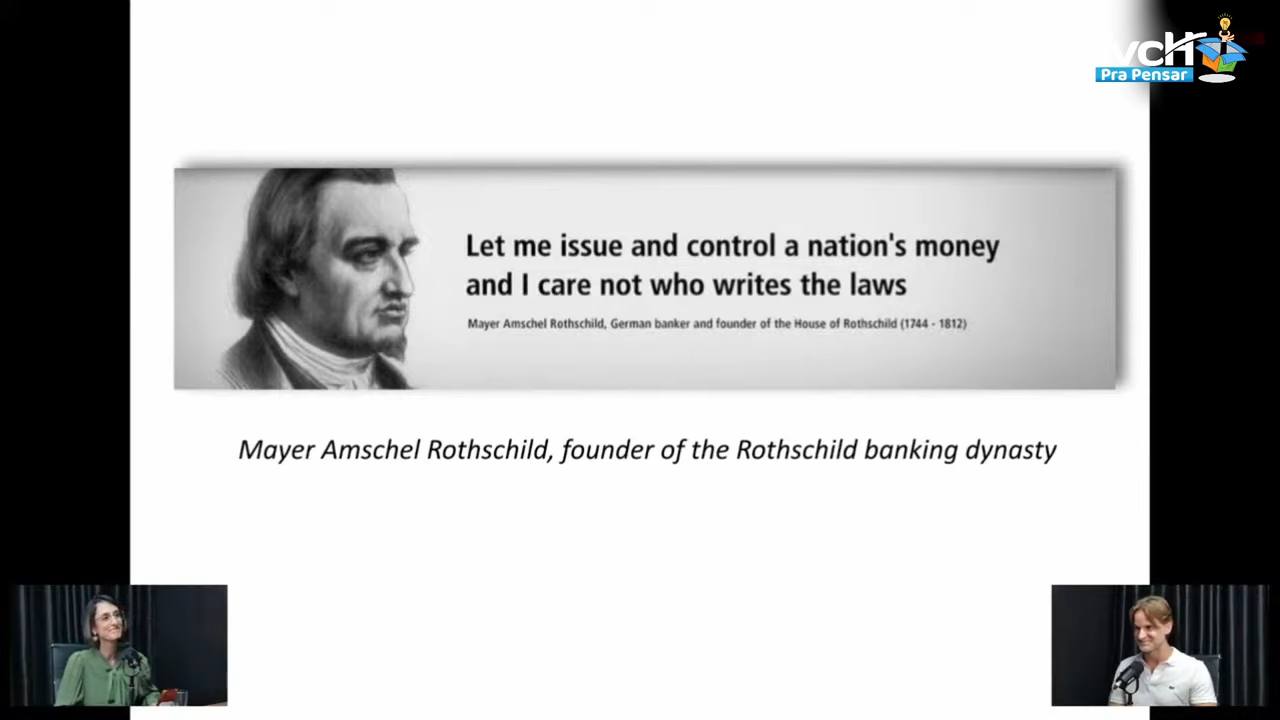 vcH
Pra Pensar
Let me issue and control a nation's money
and I care not who writes the laws
Mayer Amschel Rothschild, German banker and founder of the House of Rothschild (1744 - 1812)
Mayer Amschel Rothschild, founder of the Rothschild banking dynasty